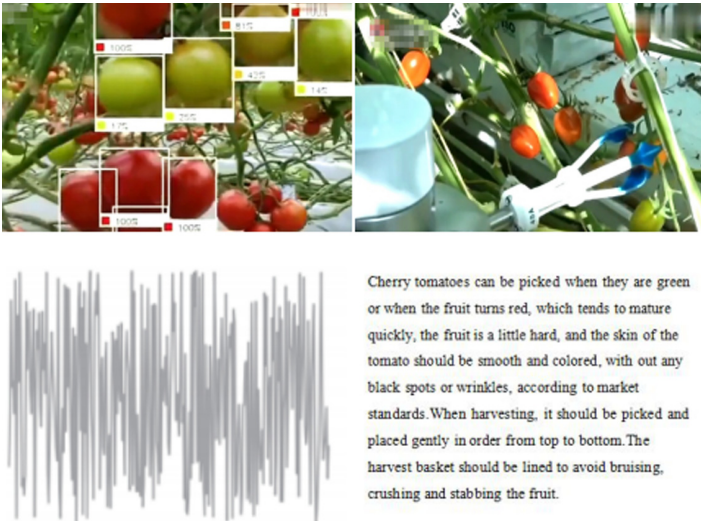 100%
81%
42%
14%
17%
100%
100%
Cherry tomatoes can be picked when they are green
or when the fruit turns red, which tends to mature
quickly, the fruit is a little hard, and the skin of the
tomato should be smooth and colored, with out any
black spots or wrinkles, according to market
standards.When harvesting, it should be picked and
placed gently in order from top to bottom.The
harvest basket should be lined to avoid bruising,
crushing and stabbing the fruit.